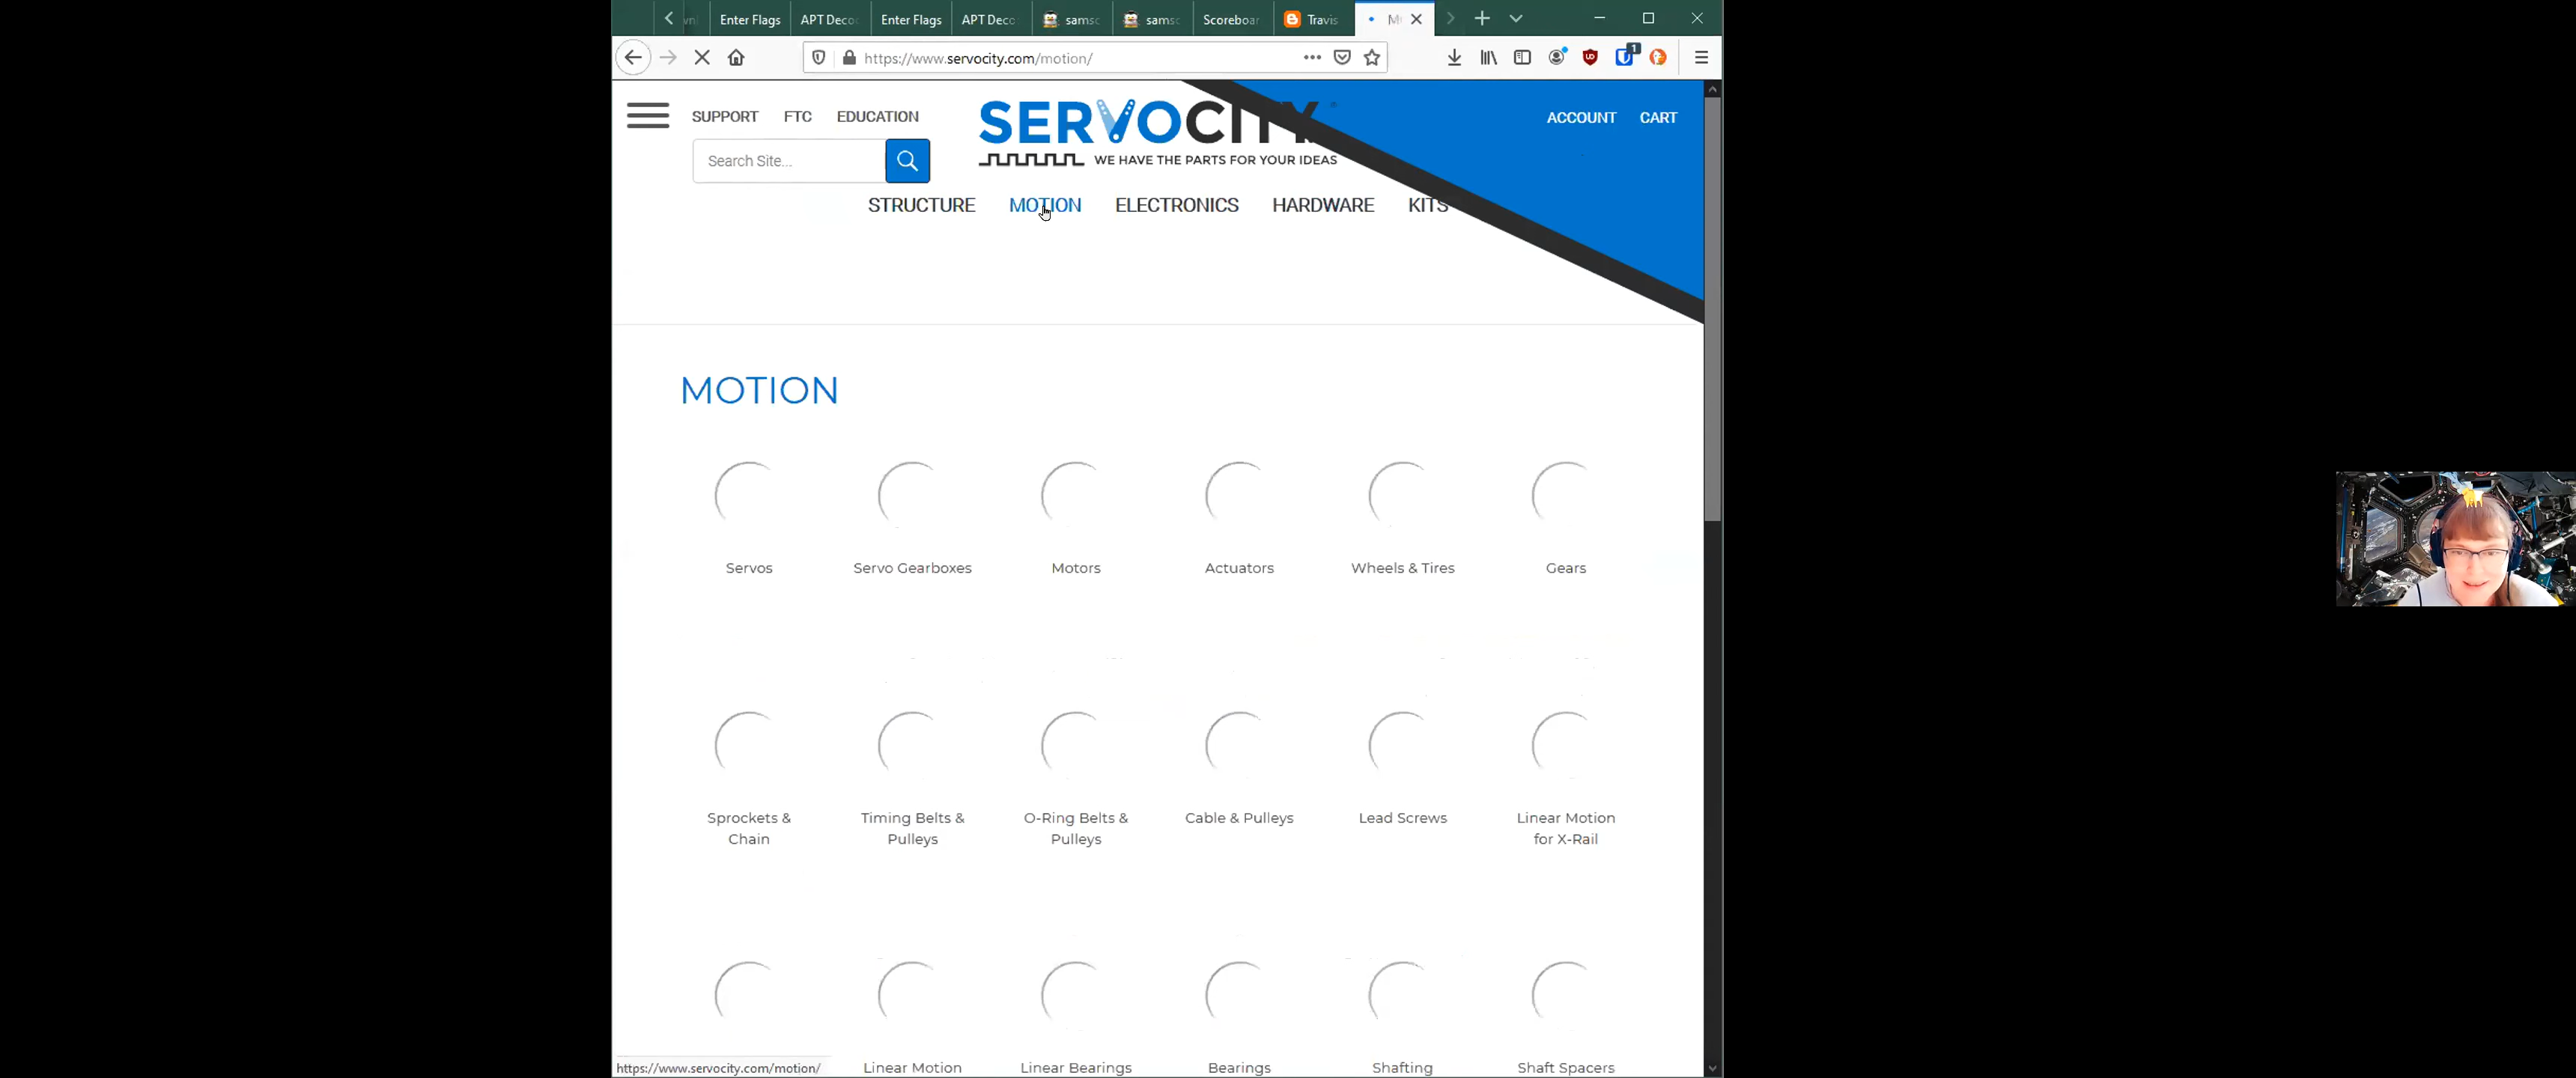 Enter Flags
APT Deco
Enter Flags
APT Deco
samsc
samsc
Scoreboar
Travis
https://www.servocity.com/motion/
1
SUPPORT
FTC
EDUCATION
ACCOUNT
CART
Search Site...
SERVOCITY
WE HAVE THE PARTS FOR YOUR IDEAS
STRUCTURE
MOTION
ELECTRONICS
HARDWARE
KITS
MOTION
Servos
Servo Gearboxes
Motors
Actuators
Wheels & Tires
Gears
Sprockets &
Chain
Timing Belts &
Pulleys
O-Ring Belts &
Pulleys
Cable & Pulleys
Lead Screws
Linear Motion
for X-Rail
https://www.servocity.com/motion/
Linear Motion
Linear Bearings
Bearings
Shafting
Shaft Spacers